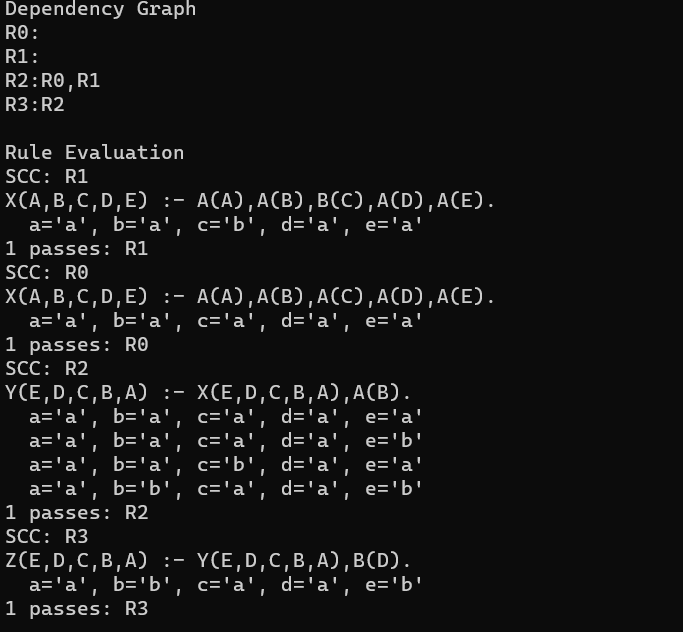 Dependency Graph
R0:
R1:
R2:R0,R1
R3:R2

Rule Evaluation
SCC: R1
X(A,B,C,D,E) :- A(A),A(B),B(C),A(D),A(E).
  a='a', b='a', c='b', d='a', e='a'
1 passes: R1
SCC: R0
X(A,B,C,D,E) :- A(A),A(B),A(C),A(D),A(E).
  a='a', b='a', c='a', d='a', e='a'
1 passes: R0
SCC: R2
Y(E,D,C,B,A) :- X(E,D,C,B,A),A(B).
  a='a', b='a', c='a', d='a', e='a'
  a='a', b='a', c='a', d='a', e='b'
  a='a', b='a', c='b', d='a', e='a'
  a='a', b='b', c='a', d='a', e='b'
1 passes: R2
SCC: R3
Z(E,D,C,B,A) :- Y(E,D,C,B,A),B(D).
  a='a', b='b', c='a', d='a', e='b'
1 passes: R3